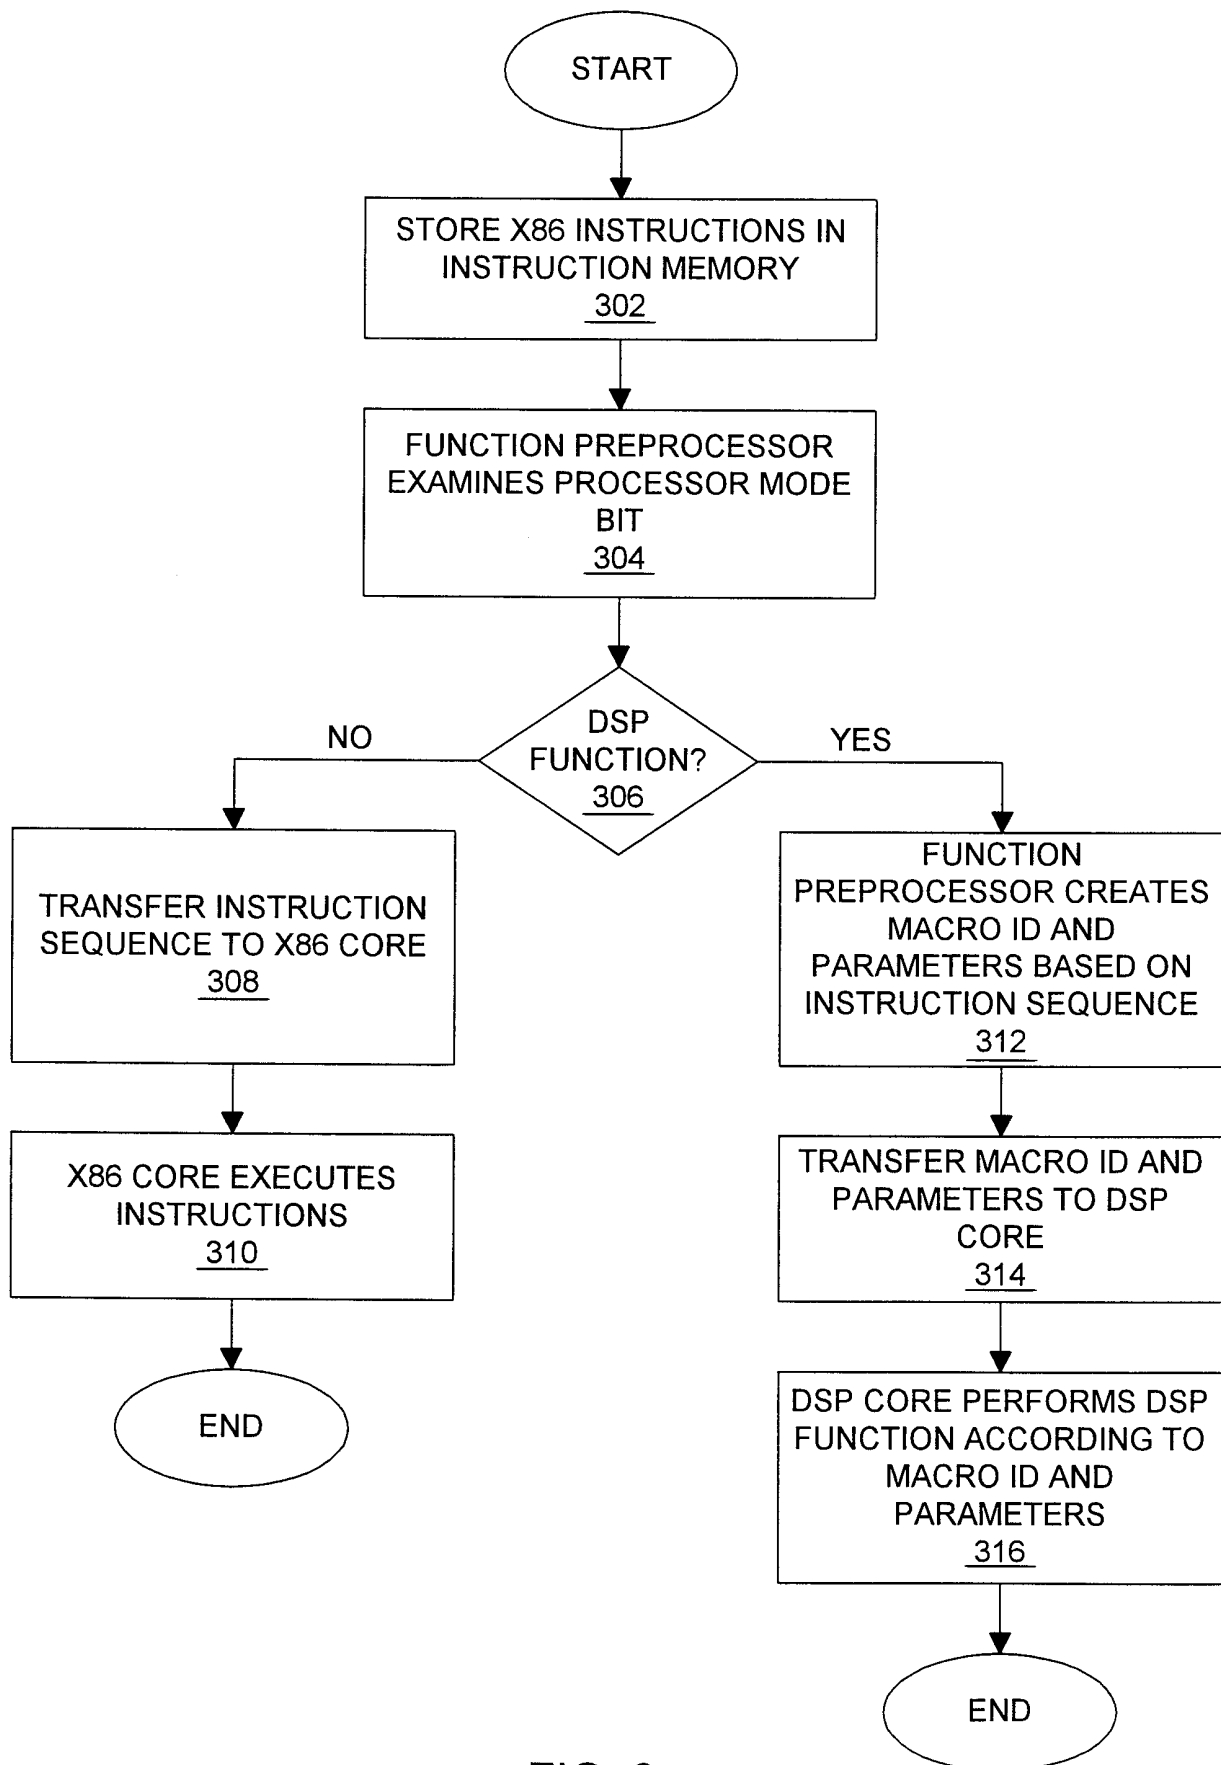 START
STORE X86 INSTRUCTIONS IN
INSTRUCTION MEMORY
302
FUNCTION PREPROCESSOR
EXAMINES PROCESSOR MODE
BIT
304
DSP
FUNCTION?
306
NO
YES
TRANSFER INSTRUCTION
SEQUENCE TO X86 CORE
308
X86 CORE EXECUTES
INSTRUCTIONS
310
END
FUNCTION
PREPROCESSOR CREATES
MACRO ID AND
PARAMETERS BASED ON
INSTRUCTION SEQUENCE
312
TRANSFER MACRO ID AND
PARAMETERS TO DSP
CORE
314
DSP CORE PERFORMS DSP
FUNCTION ACCORDING TO
MACRO ID AND
PARAMETERS
316
END